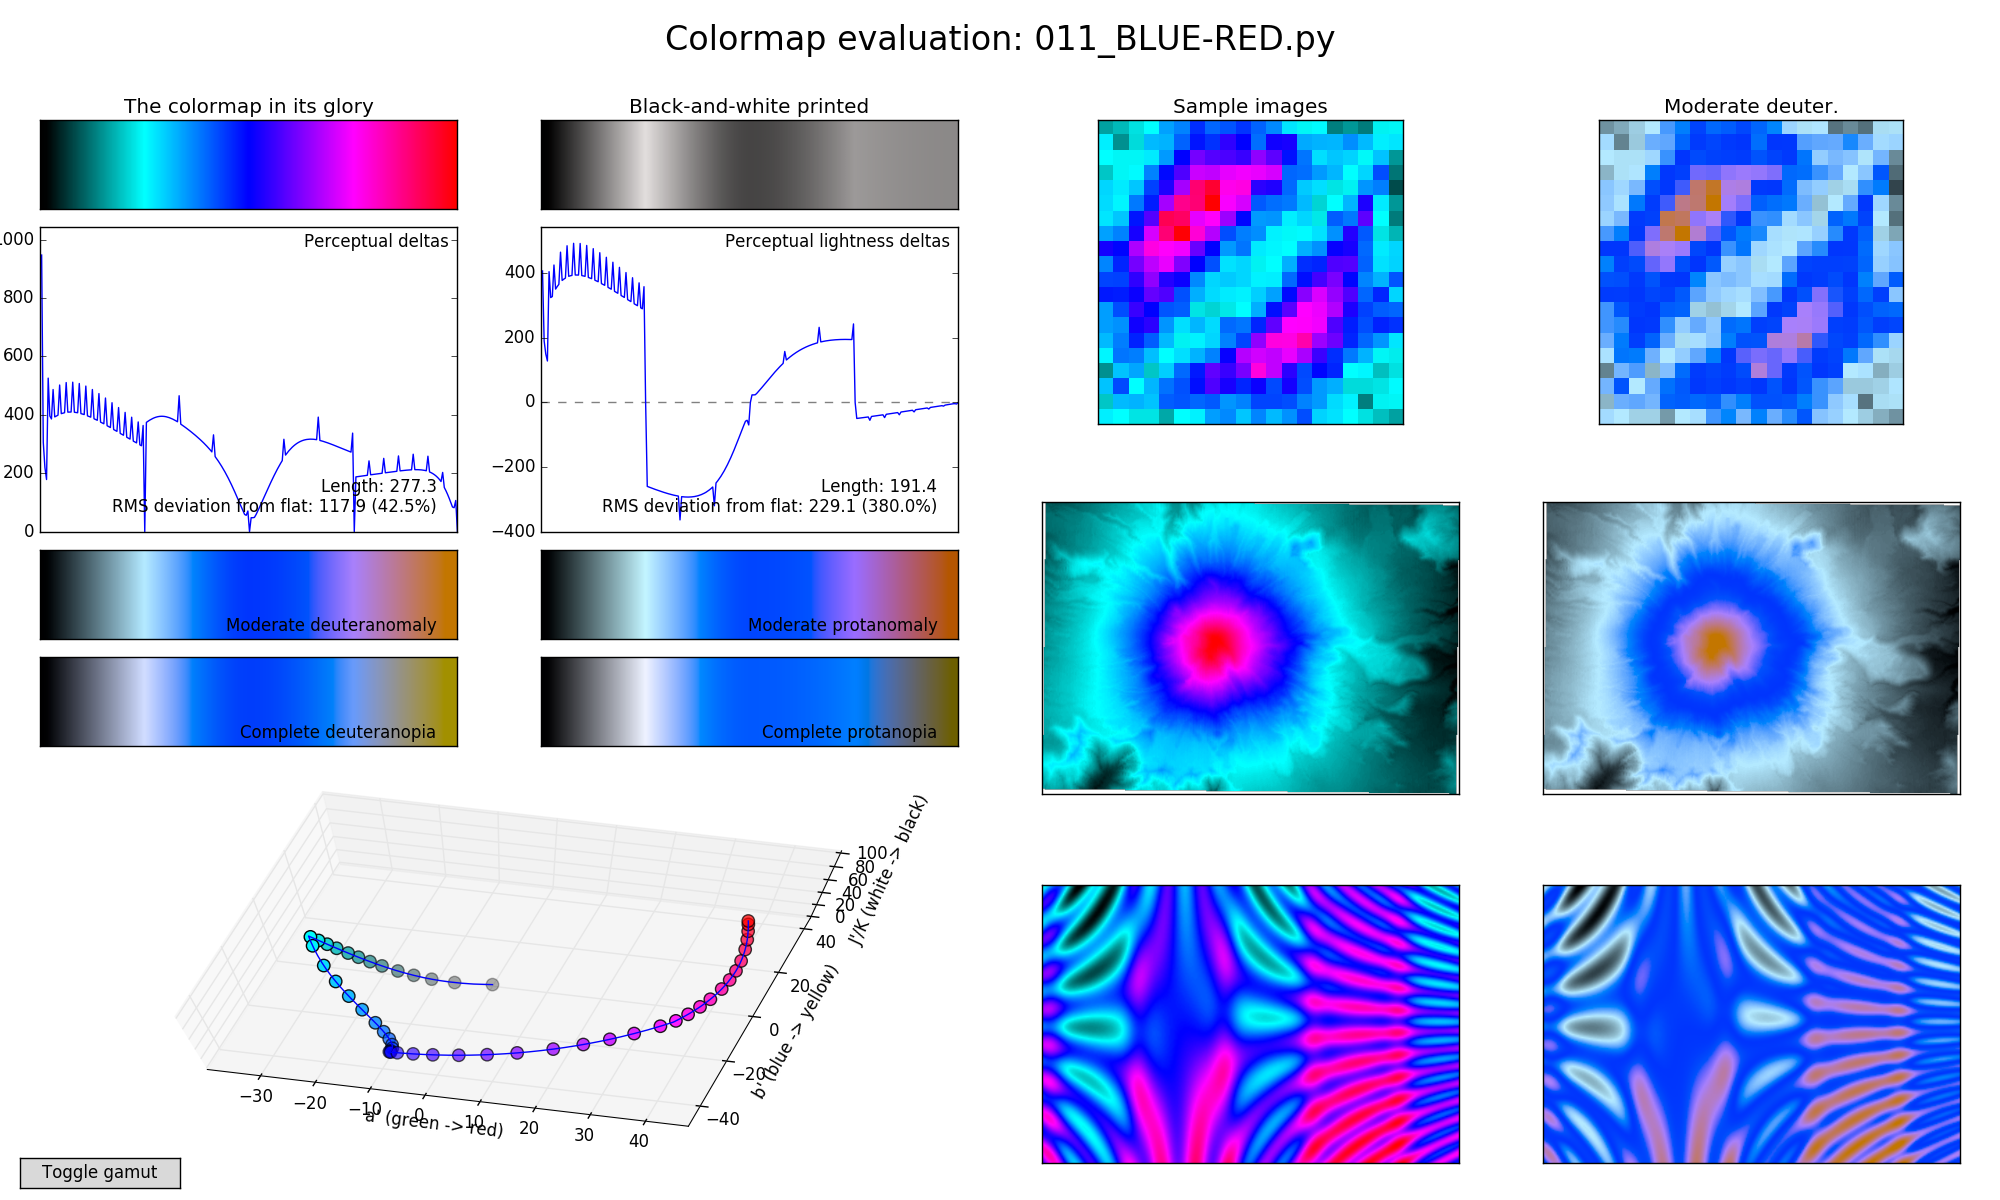 Colormap evaluation: 011_BLUE-RED.py
The colormap in its glory
Black-and-white printed
Sample images
Moderate deuter.
Perceptual deltas
800
600
400
200
0
Length: 277.3
RMS deviation from flat: 117.9 (42.5%)
Perceptual lightness deltas
400
200
0
−200
−400
Length: 191.4
RMS deviation from flat: 229.1 (380.0%)
Moderate deuteranomaly
Moderate protanomaly
Complete deuteranopia
Complete protanopia
100
80
60
40
20
0
J'/K (white -> black)
40
20
0
−20
−40
b' (blue -> yellow)
−30
−20
−10
0
10
20
30
40
a' (green -> red)
Toggle gamut